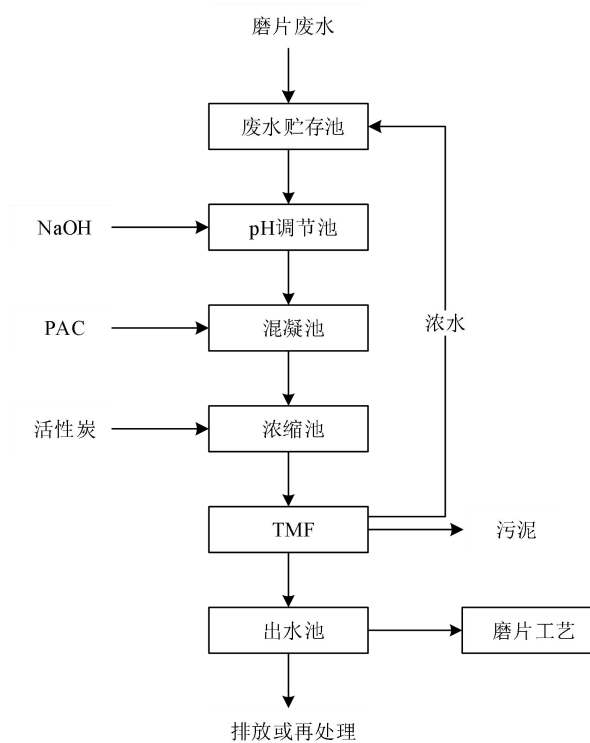 磨片废水
废水贮存池
NaOH
pH调节池
PAC
混凝池
浓水
活性炭
浓缩池
TMF
污泥
出水池
磨片工艺
排放或再处理